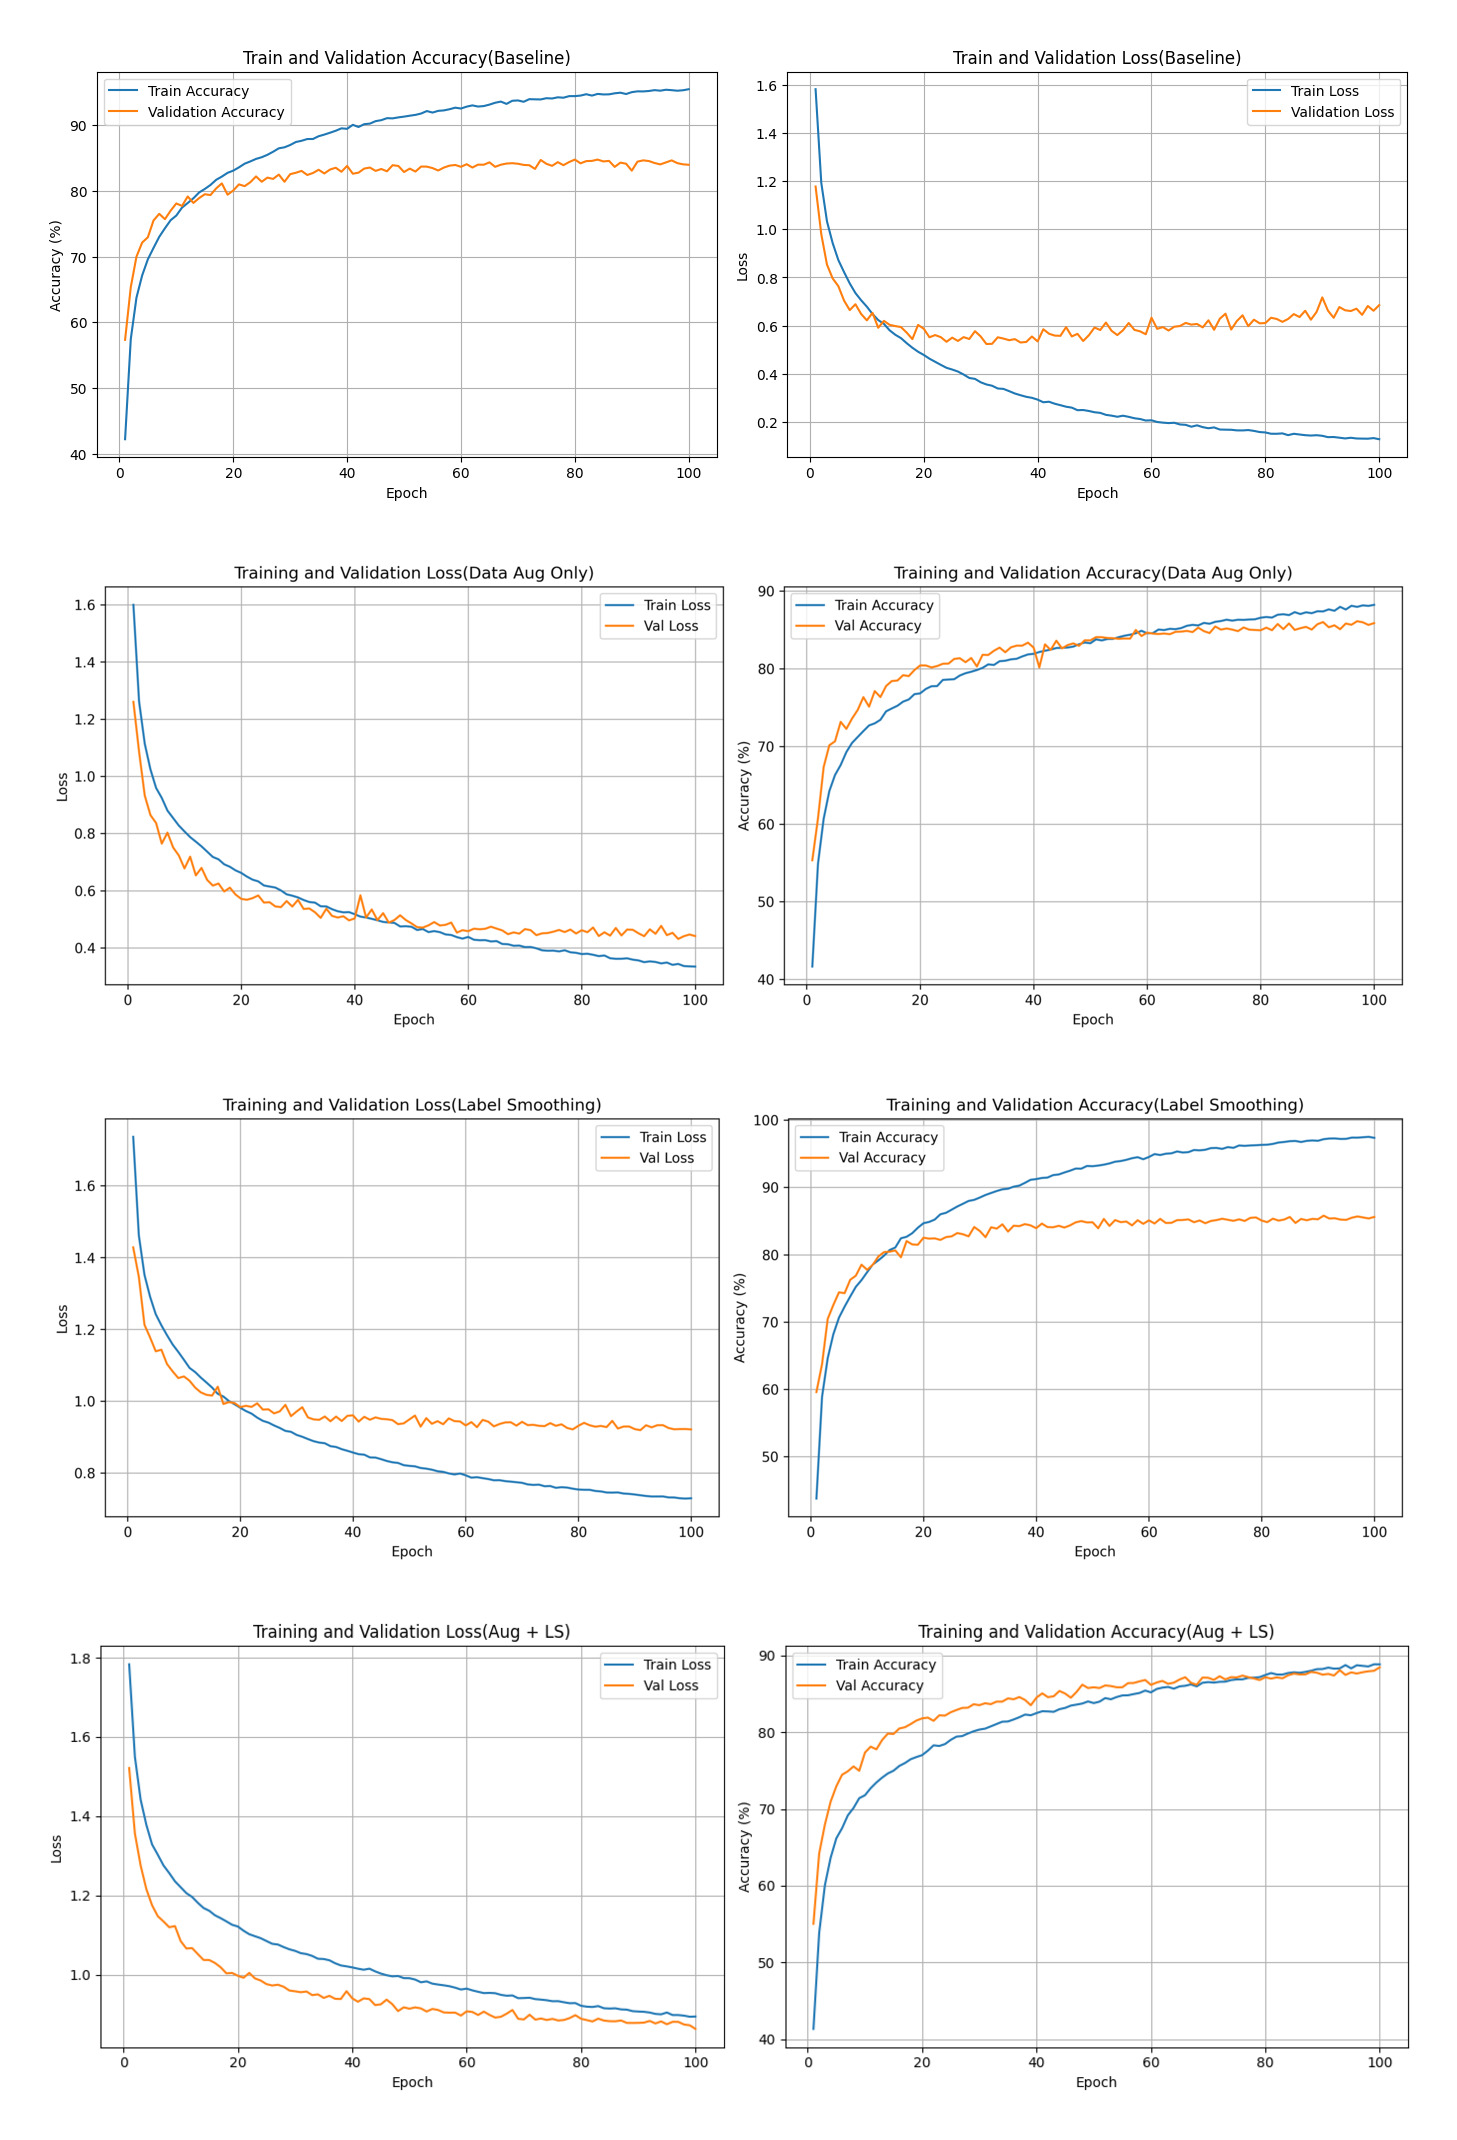 Train and Validation Accuracy(Baseline)
Train Accuracy
Validation Accuracy
90
80
70
60
50
40
Accuracy (%)
0 20 40 60 80 100
Epoch
Train and Validation Loss(Baseline)
Train Loss
Validation Loss
1.6
1.4
1.2
1.0
0.8
0.6
0.4
0.2
Loss
0 20 40 60 80 100
Epoch
Training and Validation Loss(Data Aug Only)
Train Loss
Val Loss
1.6
1.4
1.2
1.0
0.8
0.6
0.4
Loss
0 20 40 60 80 100
Epoch
Training and Validation Accuracy(Data Aug Only)
Train Accuracy
Val Accuracy
90
80
70
60
50
40
Accuracy (%)
0 20 40 60 80 100
Epoch
Training and Validation Loss(Label Smoothing)
Train Loss
Val Loss
1.6
1.4
1.2
1.0
0.8
Loss
0 20 40 60 80 100
Epoch
Training and Validation Accuracy(Label Smoothing)
Train Accuracy
Val Accuracy
100
90
80
70
60
50
Accuracy (%)
0 20 40 60 80 100
Epoch
Training and Validation Loss(Aug + LS)
Train Loss
Val Loss
1.8
1.6
1.4
1.2
1.0
Loss
0 20 40 60 80 100
Epoch
Training and Validation Accuracy(Aug + LS)
Train Accuracy
Val Accuracy
90
80
70
60
50
40
Accuracy (%)
0 20 40 60 80 100
Epoch